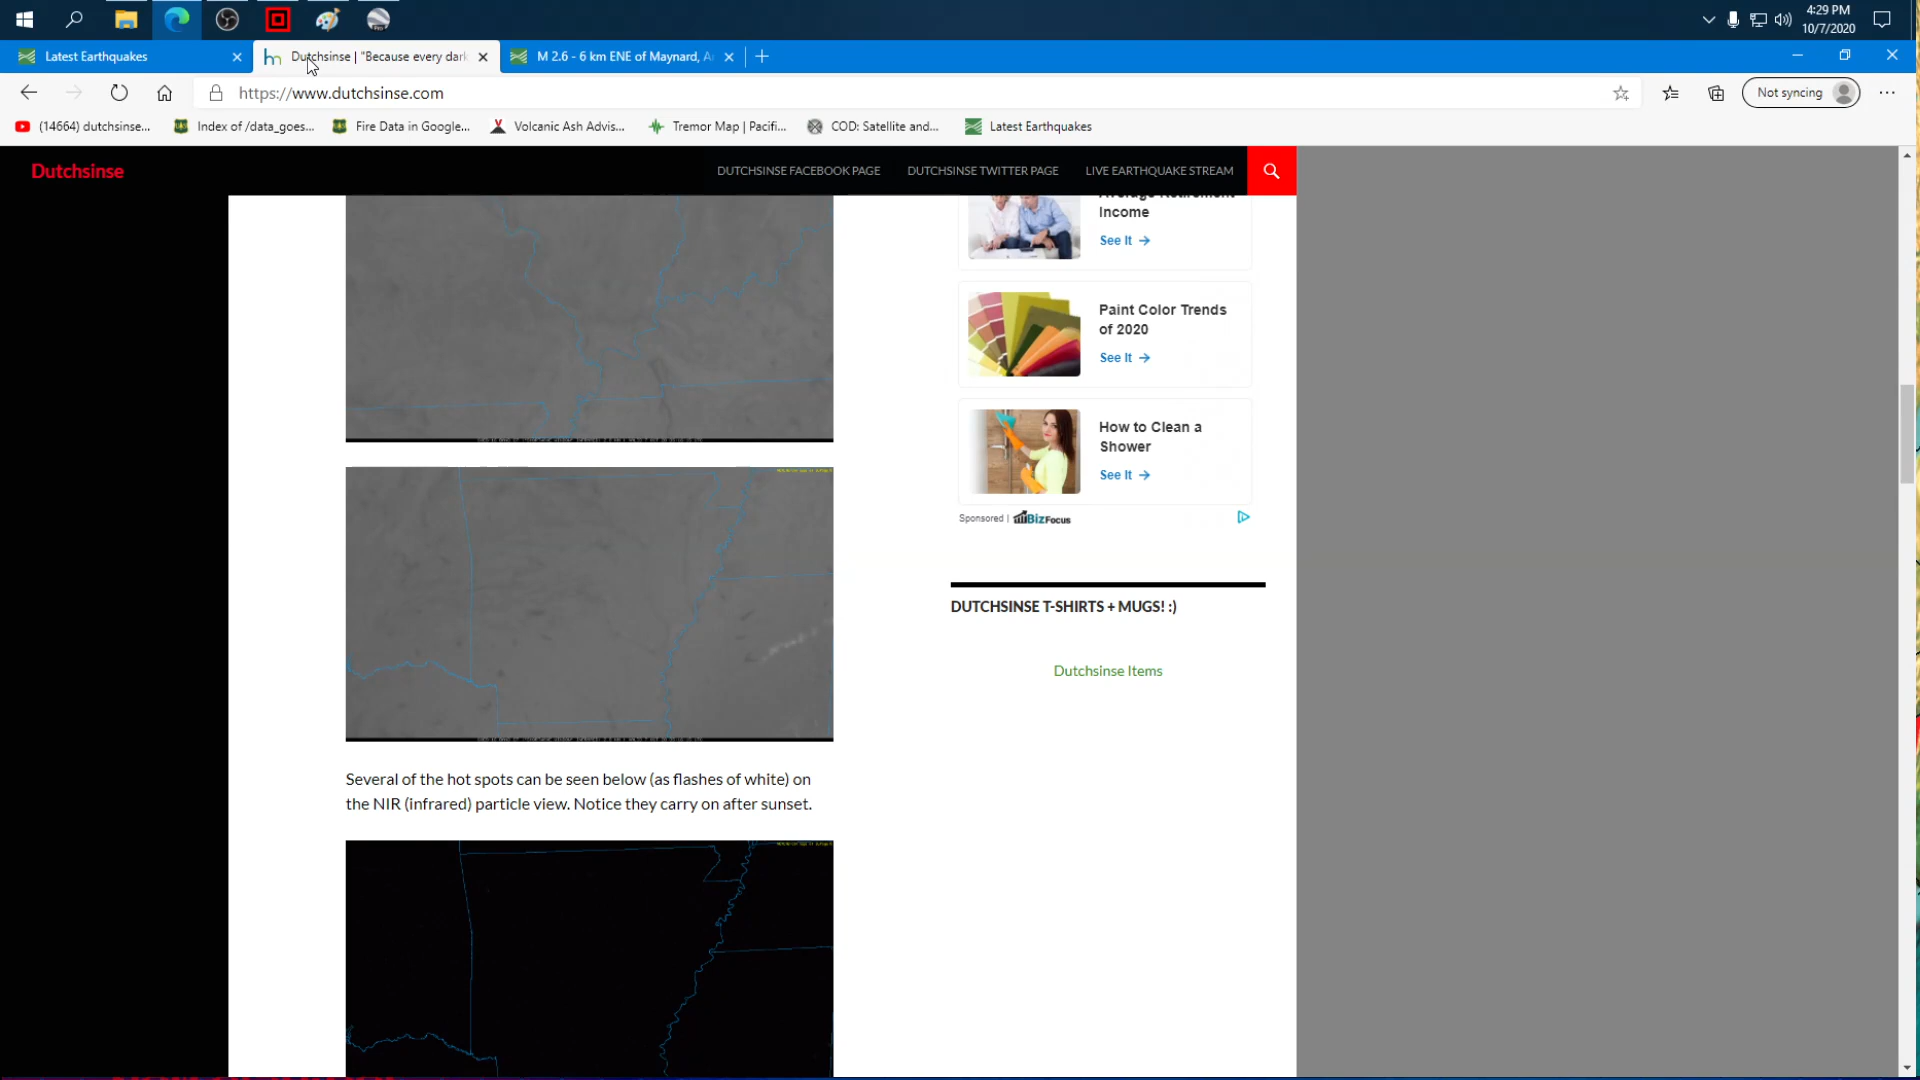 4:29 PM
10/7/2020
Latest Earthquakes
Dutchsinse | "Because every dark
M 2.6 - 6 km ENE of Maynard, A
https://www.dutchsinse.com
Not syncing
(14664) dutchsinse...
Index of /data_goes...
Fire Data in Google...
Volcanic Ash Advis...
Tremor Map | Pacifi...
COD: Satellite and...
Latest Earthquakes
Dutchsinse
DUTCHSINSE FACEBOOK PAGE
DUTCHSINSE TWITTER PAGE
LIVE EARTHQUAKE STREAM
Average Retirement
Income
See It
Paint Color Trends
of 2020
See It
How to Clean a
Shower
See It
Sponsored | BizFocus
DUTCHSINSE T-SHIRTS + MUGS! :)
Dutchsinse Items
Several of the hot spots can be seen below (as flashes of white) on
the NIR (infrared) particle view. Notice they carry on after sunset.